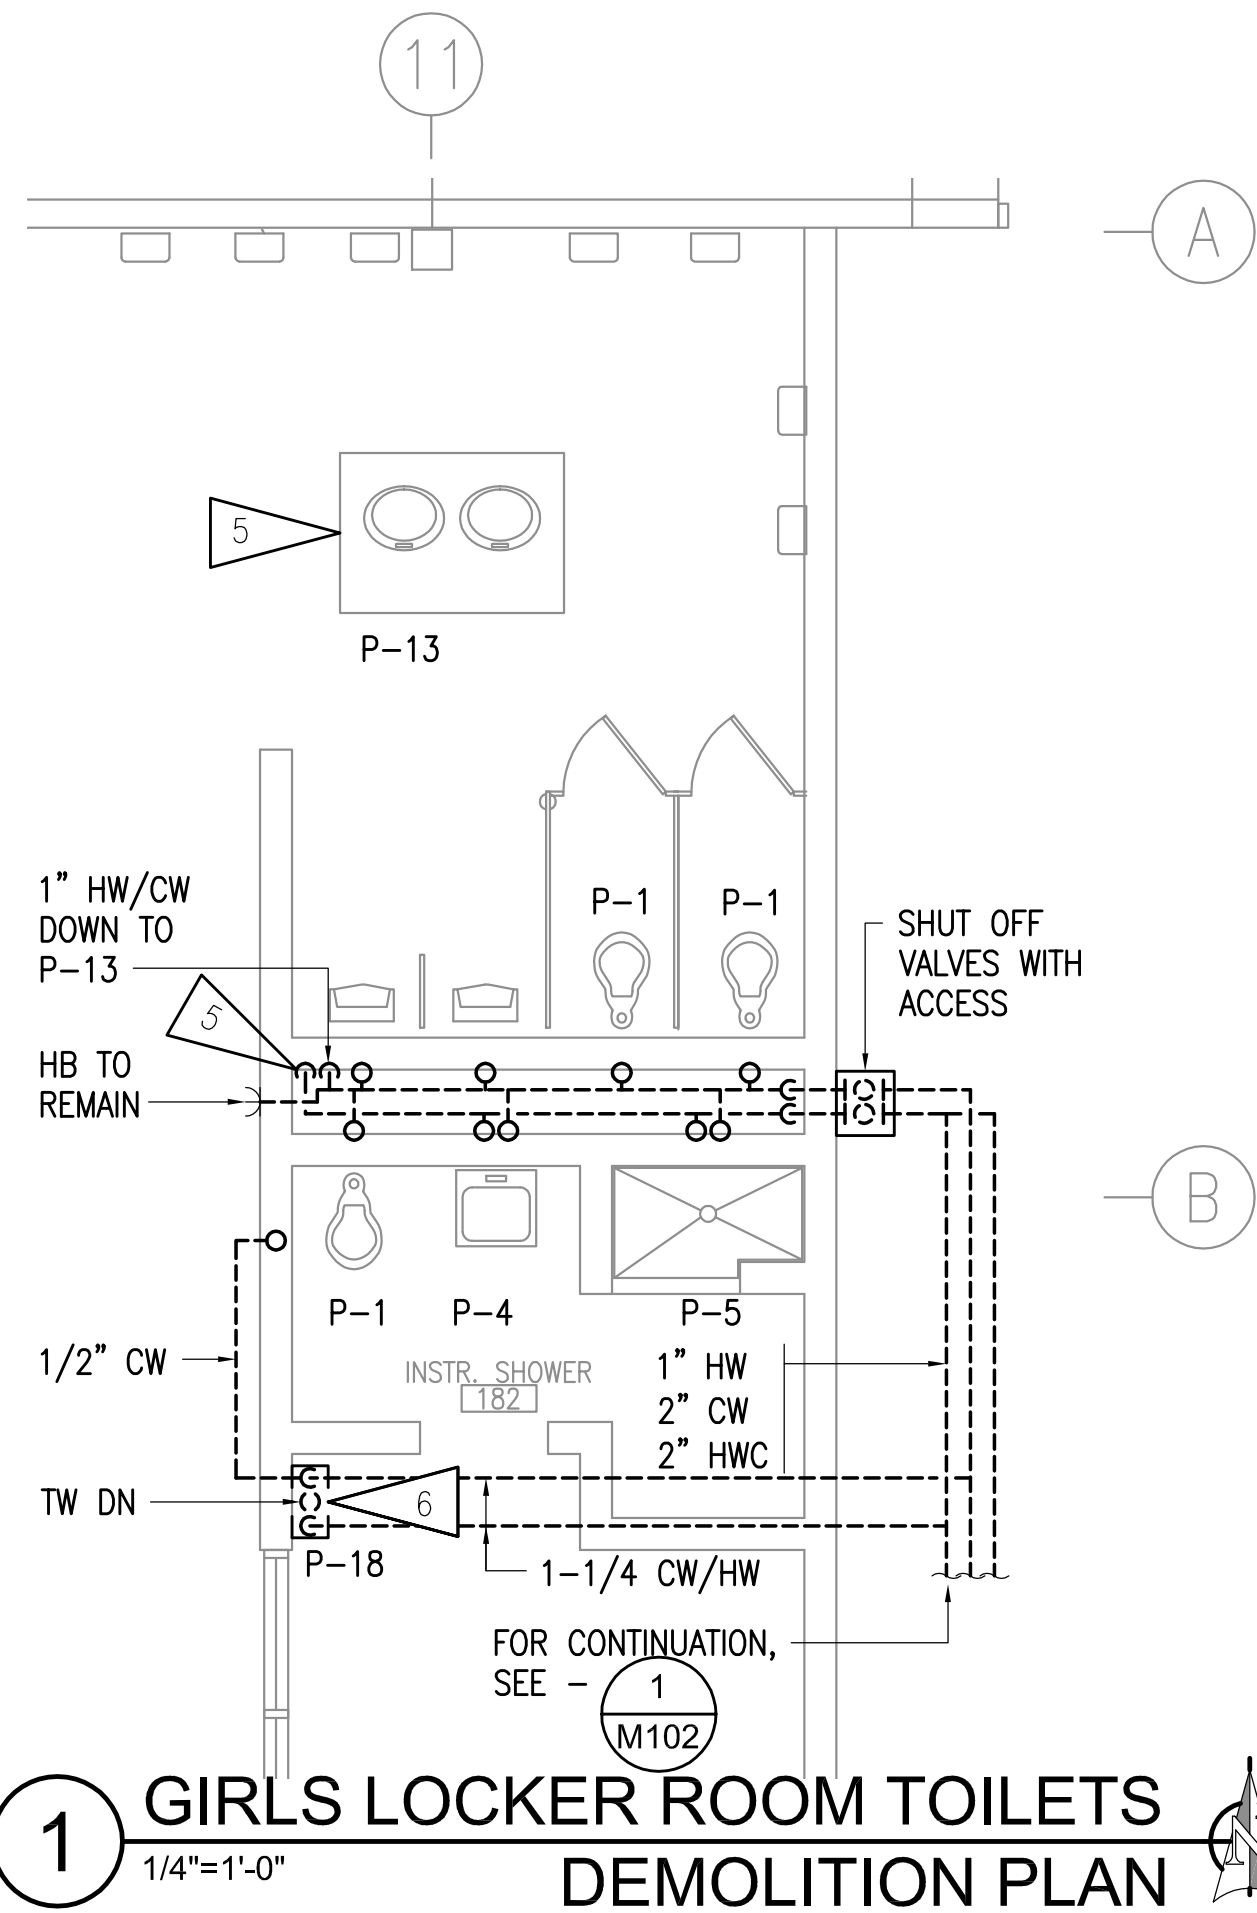 11
A
5
P-13
1" HW/CW
DOWN TO
P-13
P-1
P-1
SHUT OFF
VALVES WITH
ACCESS
5
HB TO
REMAIN
B
P-1
P-4
P-5
1/2" CW
INSTR. SHOWER
182
1" HW
2" CW
2" HWC
TW DN
6
P-18
1-1/4 CW/HW
FOR CONTINUATION,
SEE -
1
M102
1
GIRLS LOCKER ROOM TOILETS
1/4"=1'-0"
DEMOLITION PLAN
N